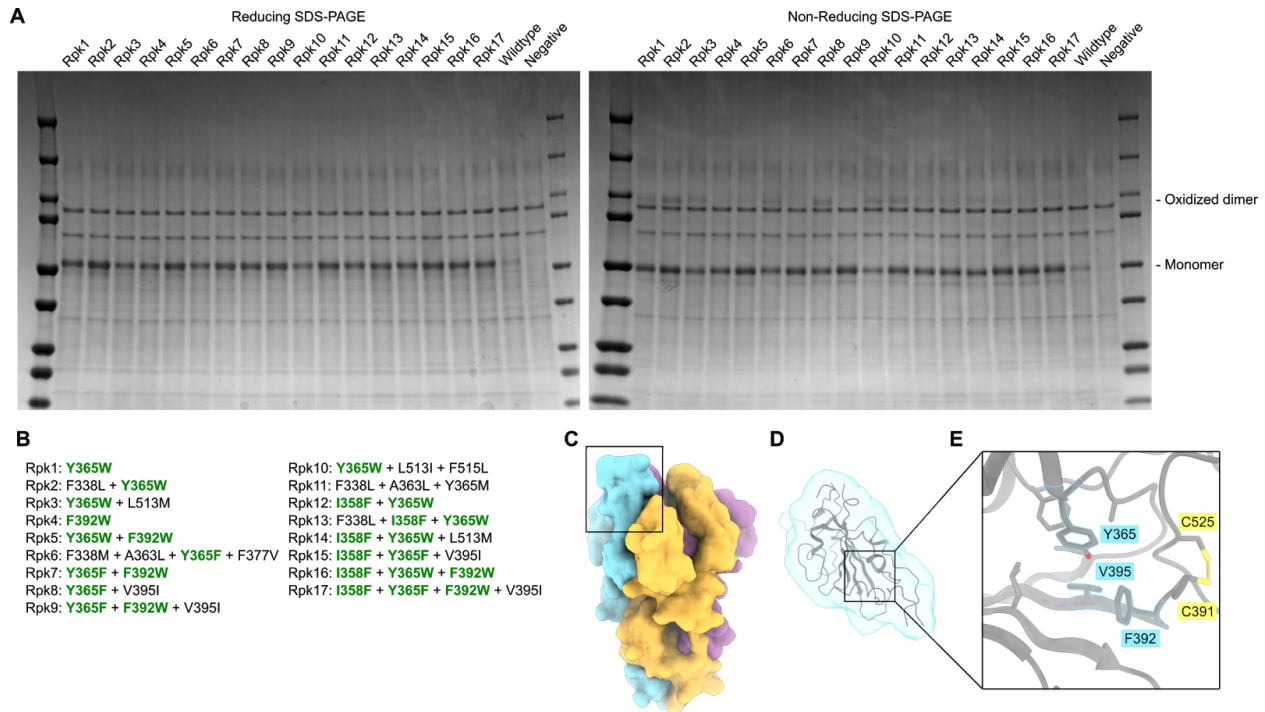 A
Reducing SDS-PAGE
Non-Reducing SDS-PAGE
Rpk1 Rpk2 Rpk3 Rpk4 Rpk5 Rpk6 Rpk7 Rpk8 Rpk9 Rpk10 Rpk11 Rpk12 Rpk13 Rpk14 Rpk15 Rpk16 Rpk17 Wildtype Negative
Rpk1 Rpk2 Rpk3 Rpk4 Rpk5 Rpk6 Rpk7 Rpk8 Rpk9 Rpk10 Rpk11 Rpk12 Rpk13 Rpk14 Rpk15 Rpk16 Rpk17 Wildtype Negative
- Oxidized dimer
- Monomer
B
Rpk1: Y365W
Rpk2: F338L + Y365W
Rpk3: Y365W + L513M
Rpk4: F392W
Rpk5: Y365W + F392W
Rpk6: F338M + A363L + Y365F + F377V
Rpk7: Y365F + F392W
Rpk8: Y365F + V395I
Rpk9: Y365F + F392W + V395I
Rpk10: Y365W + L513I + F515L
Rpk11: F338L + A363L + Y365M
Rpk12: I358F + Y365W
Rpk13: F338L + I358F + Y365W
Rpk14: I358F + Y365W + L513M
Rpk15: I358F + Y365F + V395I
Rpk16: I358F + Y365W + F392W
Rpk17: I358F + Y365F + F392W + V395I
C
D
E
Y365
C525
V395
C391
F392